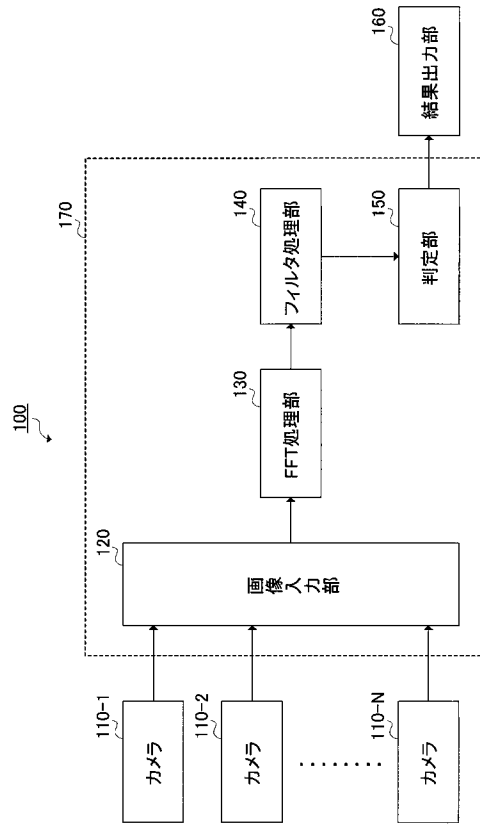 100
170
110-1
カメラ
110-2
カメラ
........
110-N
カメラ
120
画像入力部
130
FFT処理部
140
フィルタ処理部
150
判定部
160
結果出力部